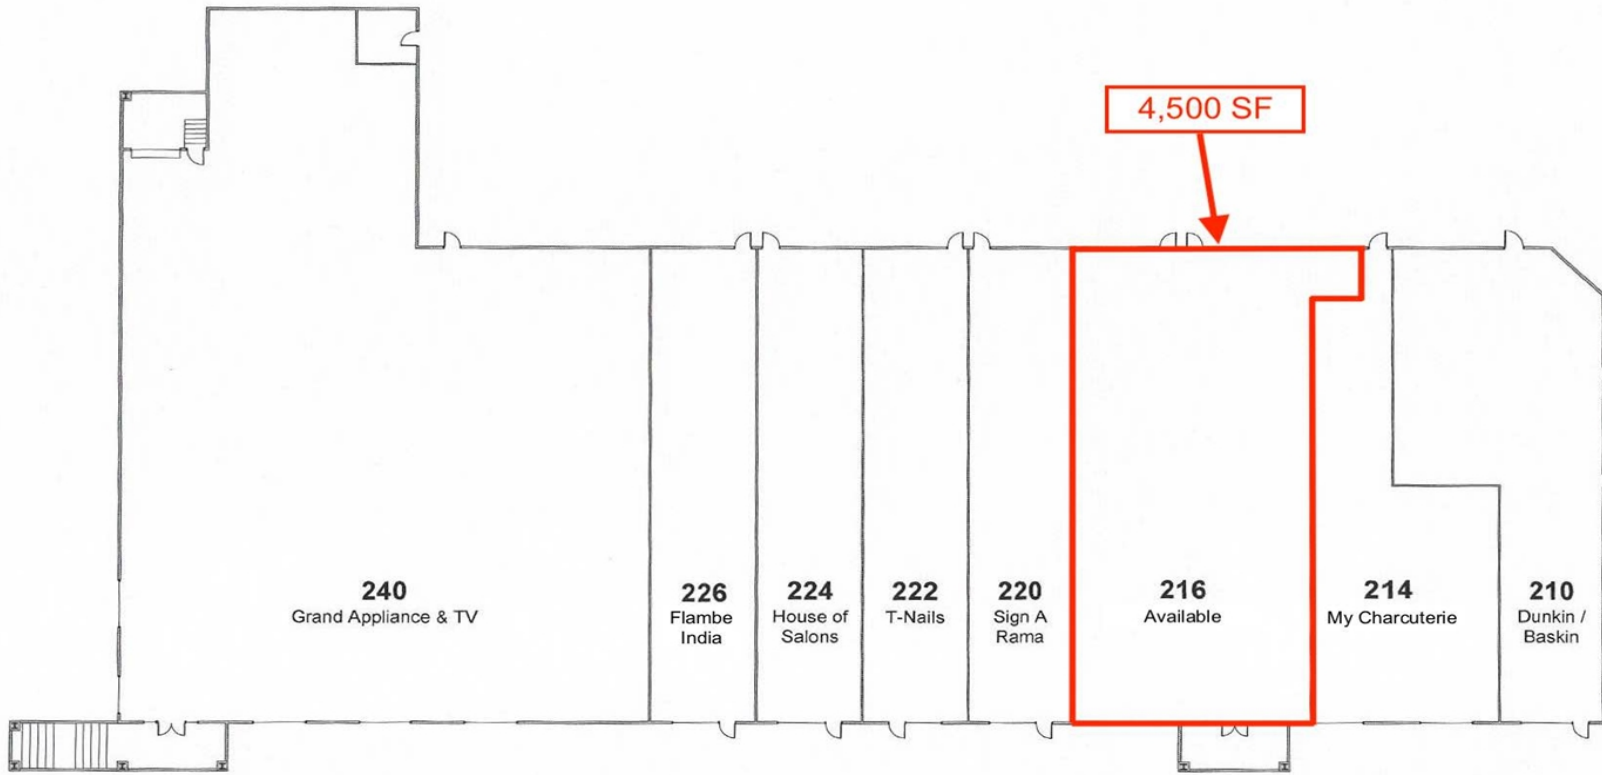 4,500 SF
240
Grand Appliance & TV
226
Flambe
India
224
House of
Salons
222
T-Nails
220
Sign A
Rama
216
Available
214
My Charcuterie
210
Dunkin /
Baskin